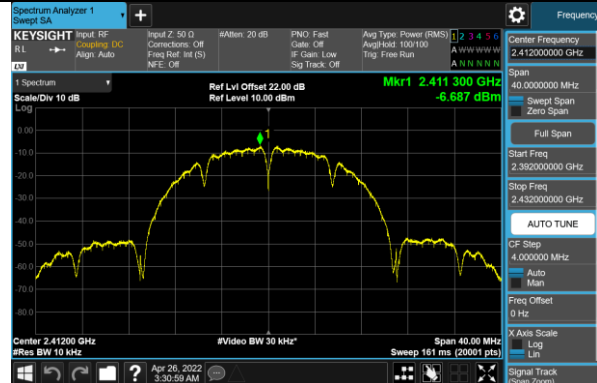 Spectrum Analyzer 1
Swept SA
Frequency
KEYSIGHT
RL
LXI
Input: RF
Coupling: DC
Align: Auto
Input Z: 50 Ω
Corrections: Off
Freq Ref: Int (S)
NFE: Off
#Atten: 20 dB
PNO: Fast
Gate: Off
IF Gain: Low
Sig Track: Off
Avg Type: Power (RMS)
Avg|Hold: 100/100
Trig: Free Run
1 2 3 4 5 6
A W W W W W
A N N N N N
1 Spectrum
Scale/Div 10 dB
Log
Ref Lvl Offset 22.00 dB
Ref Level 10.00 dBm
Mkr1 2.411 300 GHz
-6.687 dBm
1
0.00
-10.0
-20.0
-30.0
-40.0
-50.0
-60.0
-70.0
-80.0
Center 2.41200 GHz
#Res BW 10 kHz
#Video BW 30 kHz*
Span 40.00 MHz
Sweep 161 ms (20001 pts)
Apr 26, 2022
3:30:59 AM
Center Frequency
2.412000000 GHz
Span
40.0000000 MHz
Swept Span
Zero Span
Full Span
Start Freq
2.392000000 GHz
Stop Freq
2.432000000 GHz
AUTO TUNE
CF Step
4.000000 MHz
Auto
Man
Freq Offset
0 Hz
X Axis Scale
Log
Lin
Signal Track
(Span Zoom)